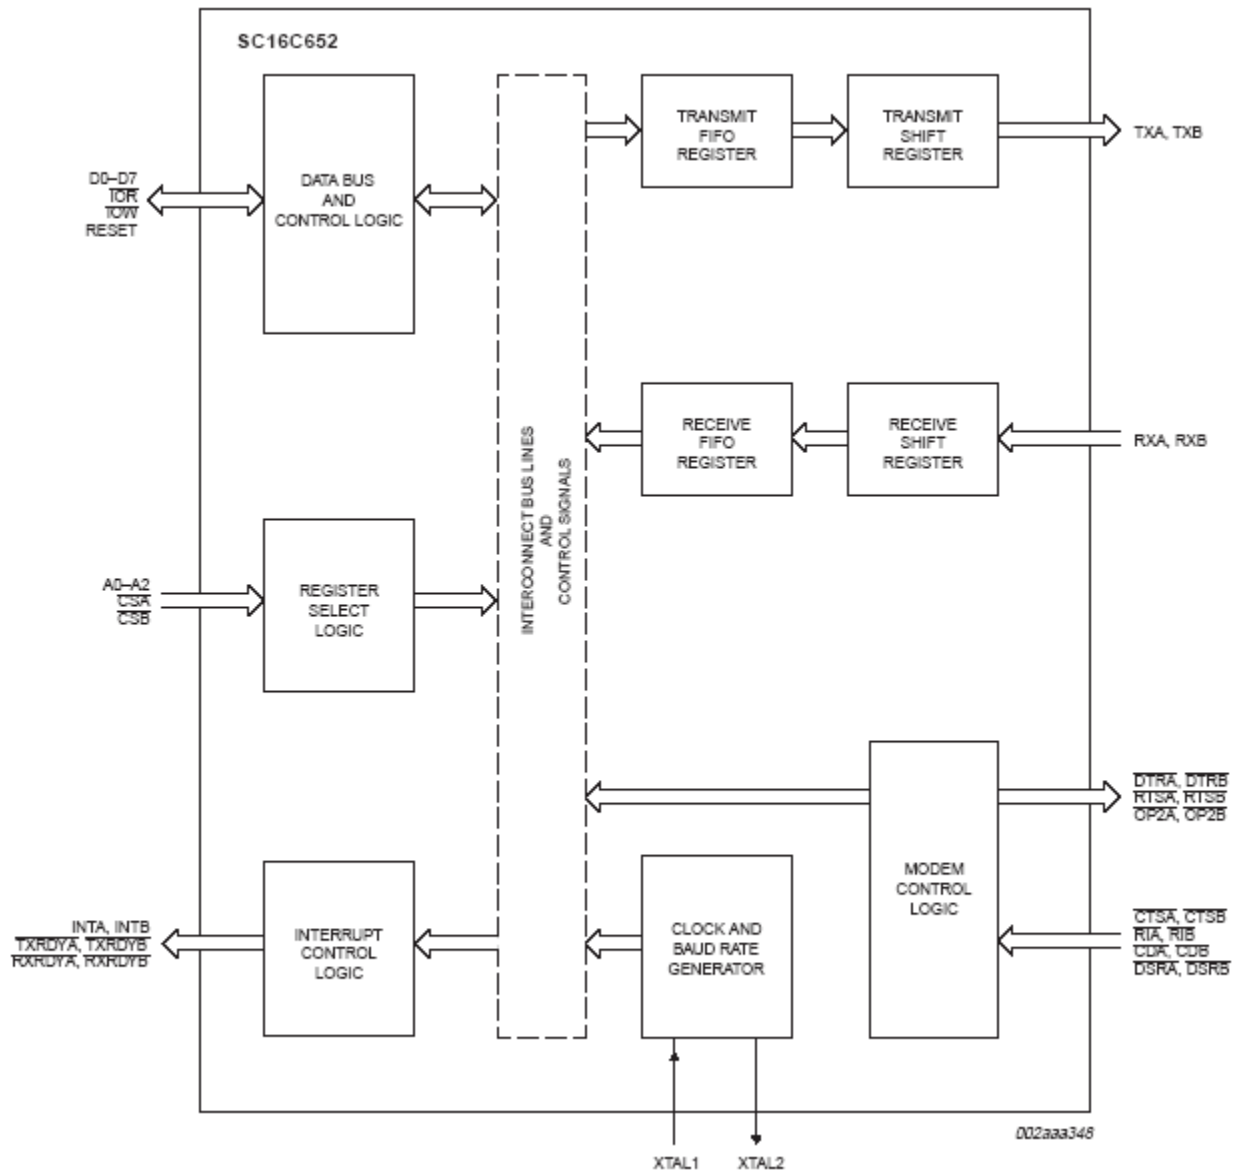 SC16C652
D0–D7
IOR
IOW
RESET
DATA BUS
AND
CONTROL LOGIC
TRANSMIT
FIFO
REGISTER
TRANSMIT
SHIFT
REGISTER
TXA, TXB
INTERCONNECT BUS LINES
AND
CONTROL SIGNALS
RECEIVE
FIFO
REGISTER
RECEIVE
SHIFT
REGISTER
RXA, RXB
A0–A2
CSA
CSB
REGISTER
SELECT
LOGIC
DTRA, DTRB
RTSA, RTSB
OP2A, OP2B
MODEM
CONTROL
LOGIC
INTA, INTB
TXRDYA, TXRDYB
RXRDYA, RXRDYB
INTERRUPT
CONTROL
LOGIC
CLOCK AND
BAUD RATE
GENERATOR
CTSA, CTSB
RIA, RIB
CDA, CDB
DSRA, DSRB
XTAL1
XTAL2
002aaa348